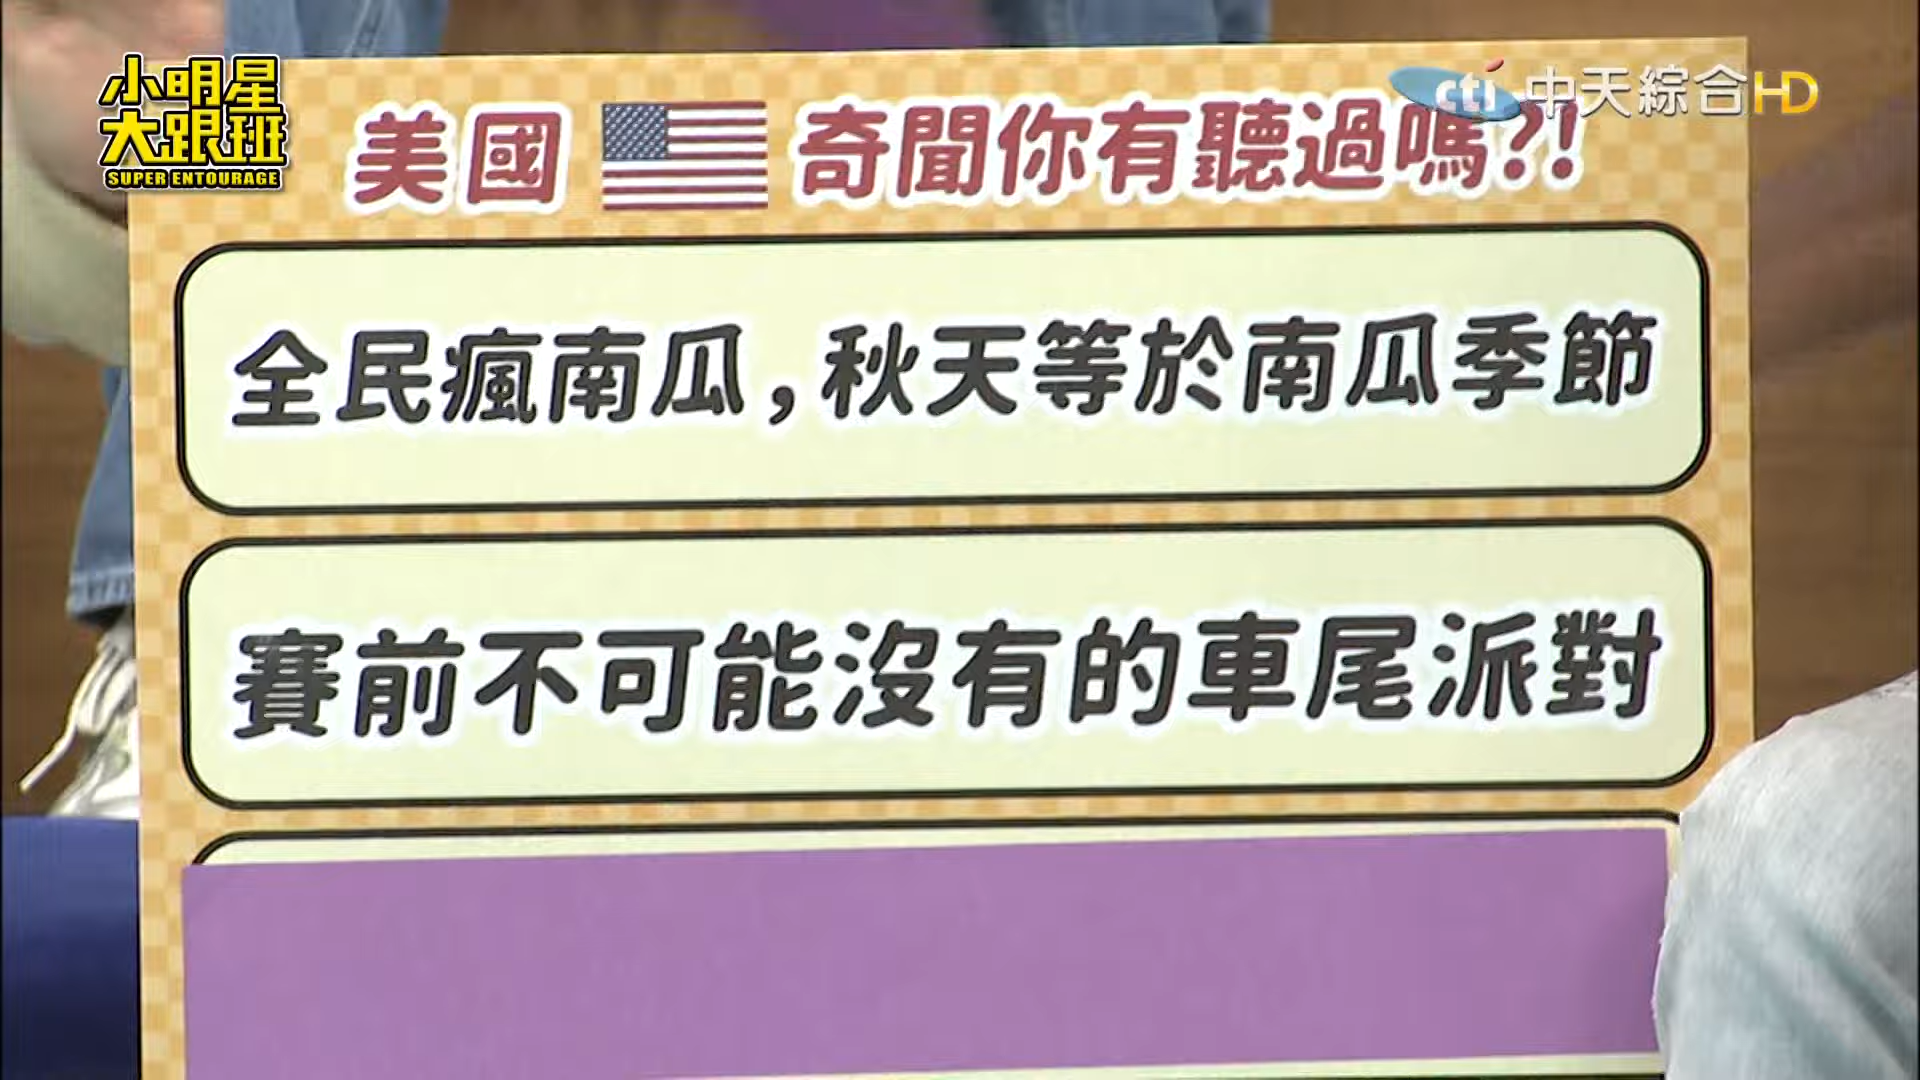 小明星
大跟班
SUPER ENTOURAGE
cti 中天綜合HD
美國 奇聞你有聽過嗎?!
全民瘋南瓜,秋天等於南瓜季節
賽前不可能沒有的車尾派對